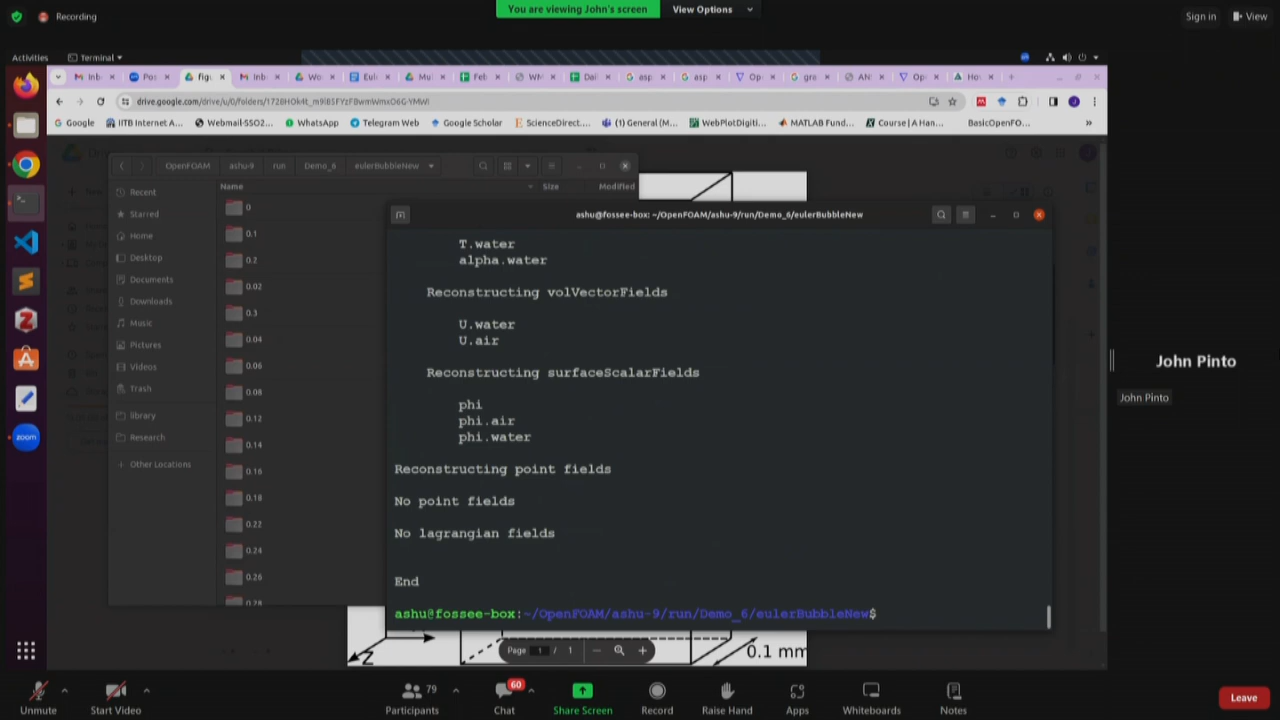 Recording
You are viewing John's screen
View Options
Sign in
View
Activities
Terminal
drive.google.com/drive/u/0/folders/
Google
IITB Internet A...
Webmail-SSO2...
WhatsApp
Telegram Web
Google Scholar
ScienceDirect....
(1) General (M...
WebPlotDigiti...
MATLAB Fund...
Course | A Han...
BasicOpenFO...
»
OpenFOAM
ashu-9
run
Demo_6
eulerBubbleNew
Recent
Starred
Home
Desktop
Documents
Downloads
Music
Pictures
Videos
Trash
library
Research
+ Other Locations
Name
Size
Modified
0
0.1
0.2
0.02
0.3
0.04
0.06
0.08
0.12
0.14
0.16
0.18
0.22
0.24
0.26
0.28
ashu@fossee-box: ~/OpenFOAM/ashu-9/run/Demo_6/eulerBubbleNew
T.water
alpha.water
Reconstructing volVectorFields
U.water
U.air
Reconstructing surfaceScalarFields
phi
phi.air
phi.water
Reconstructing point fields
No point fields
No lagrangian fields
End
ashu@fossee-box:~/OpenFOAM/ashu-9/run/Demo_6/eulerBubbleNew$
Z
Page 1 / 1
0.1 mm
John Pinto
John Pinto
zoom
Unmute
Start Video
Participants
79
Chat
60
Share Screen
Record
Raise Hand
Apps
Whiteboards
Notes
Leave